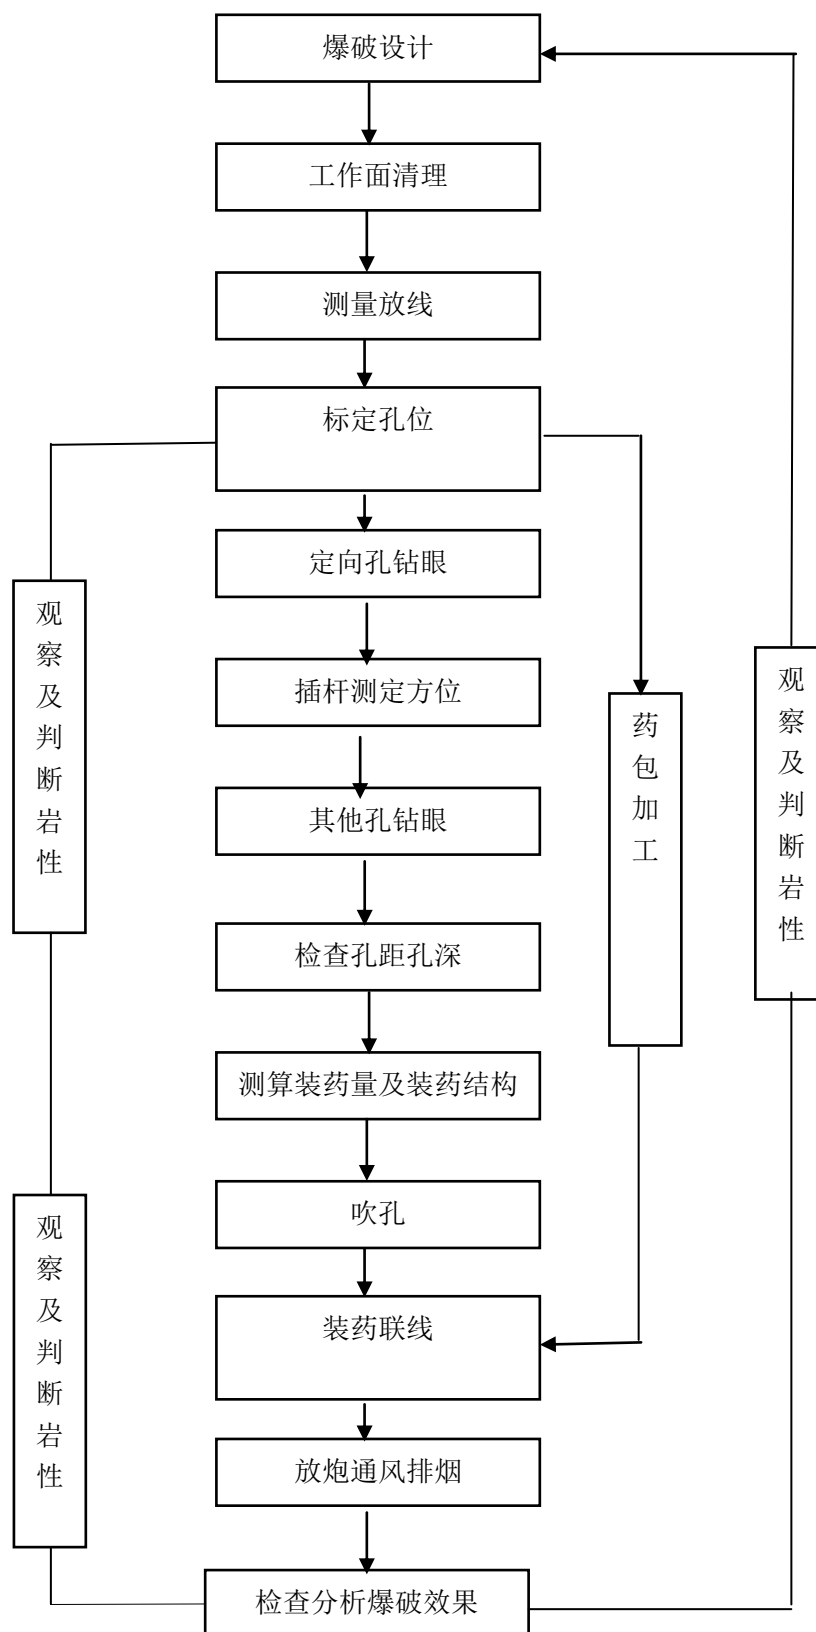 爆破设计
工作面清理
测量放线
标定孔位
定向孔钻眼
插杆测定方位
其他孔钻眼
检查孔距孔深
测算装药量及装药结构
吹孔
装药联线
放炮通风排烟
检查分析爆破效果
观察及判断岩性
观察及判断岩性
药包加工
观察及判断岩性